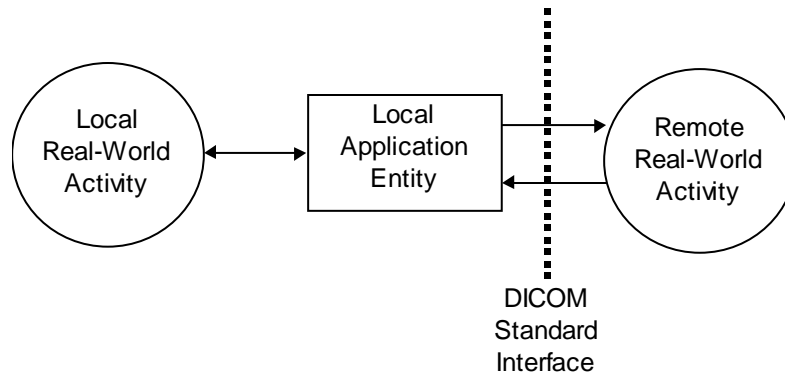 Local
Real-World
Activity
Local
Application
Entity
Remote
Real-World
Activity
DICOM
Standard
Interface